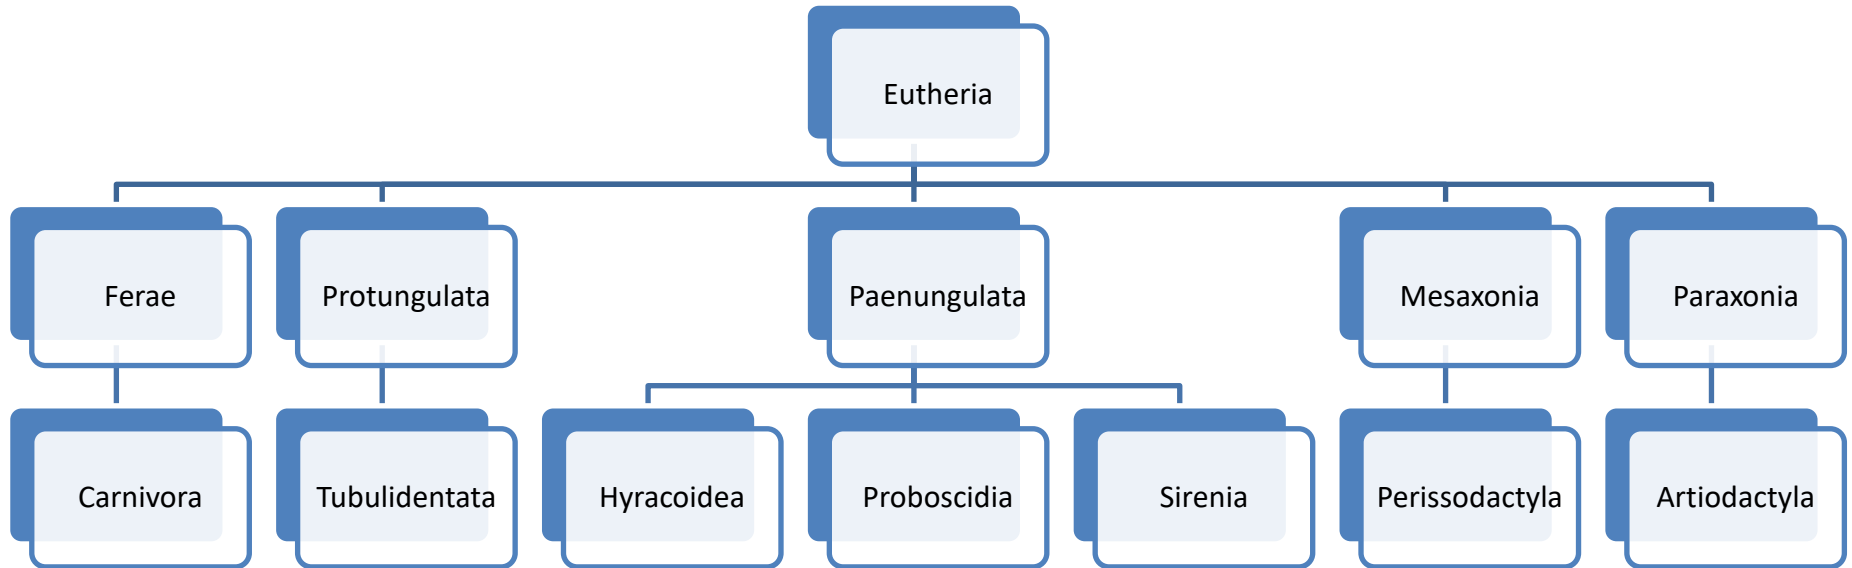 Eutheria
Ferae
Protungulata
Paenungulata
Mesaxonia
Paraxonia
Carnivora
Tubulidentata
Hyracoidea
Proboscidia
Sirenia
Perissodactyla
Artiodactyla